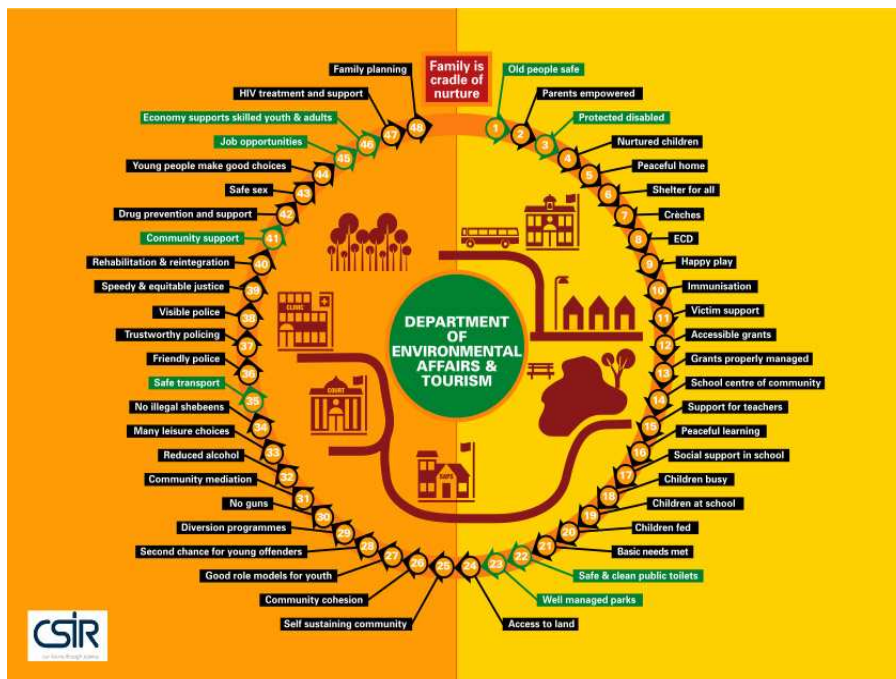 Family is
cradle of
nurture
Old people safe
Parents empowered
Protected disabled
Nurtured children
Peaceful home
Shelter for all
Crèches
ECD
Happy play
Immunisation
Victim support
Accessible grants
Grants properly managed
School centre of community
Support for teachers
Peaceful learning
Social support in school
Children busy
Children at school
Children fed
Basic needs met
Safe & clean public toilets
Well managed parks
Access to land
Self sustaining community
Community cohesion
Good role models for youth
Second chance for young offenders
Diversion programmes
No guns
Community mediation
Reduced alcohol
Many leisure choices
No illegal shebeens
Safe transport
Friendly police
Trustworthy policing
Visible police
Speedy & equitable justice
Rehabilitation & reintegration
Community support
Drug prevention and support
Safe sex
Young people make good choices
Job opportunities
Economy supports skilled youth & adults
HIV treatment and support
Family planning
1
2
3
4
5
6
7
8
9
10
11
12
13
14
15
16
17
18
19
20
21
22
23
24
25
26
27
28
29
30
31
32
33
34
35
36
37
38
39
40
41
42
43
44
45
46
47
48
CLINIC
COURT
SAPS
DEPARTMENT
OF
ENVIRONMENTAL
AFFAIRS &
TOURISM
CSIR
our future through science